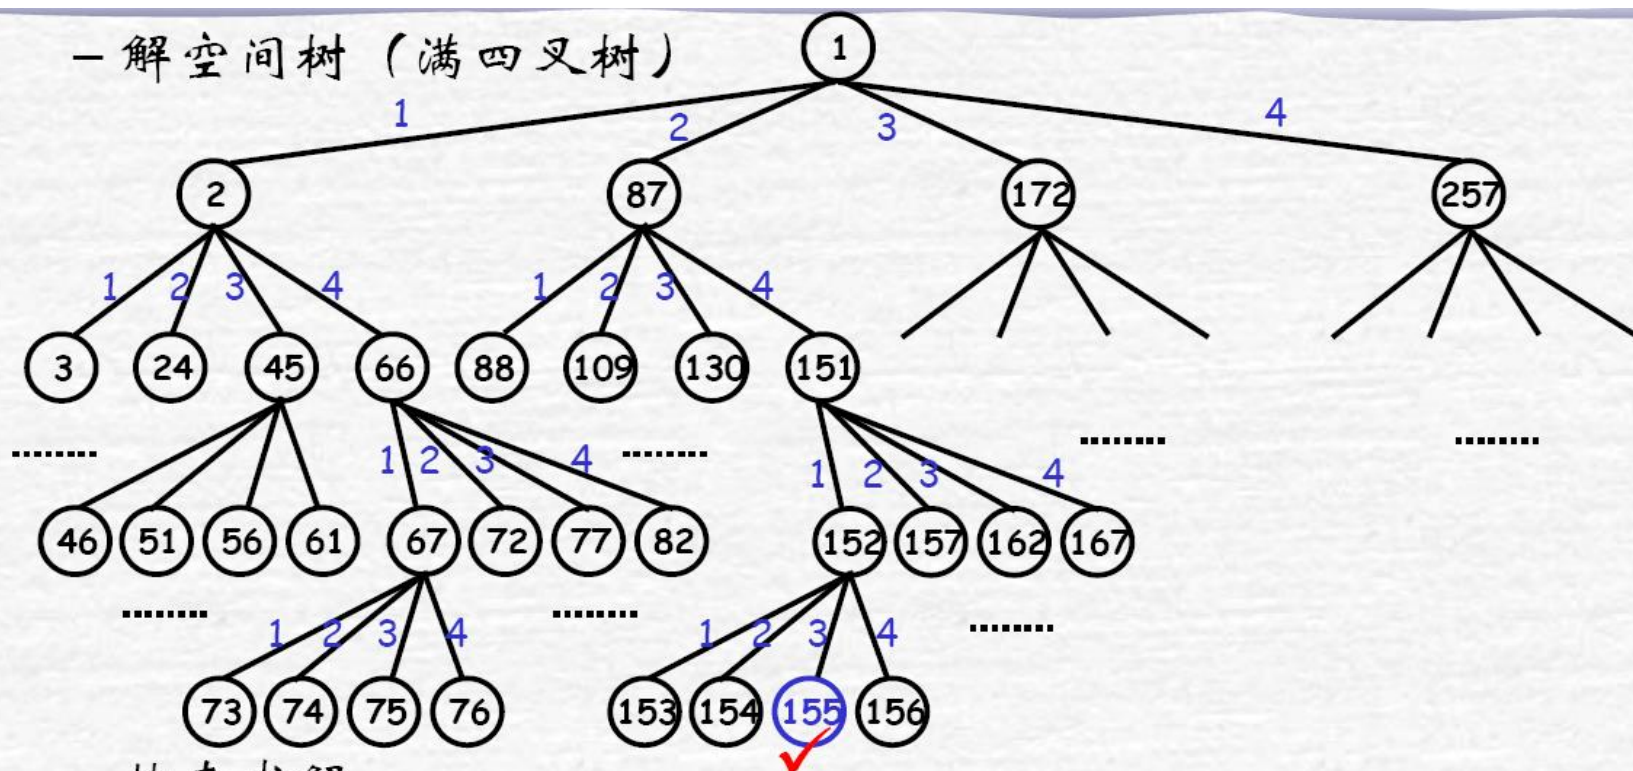 – 解空间树（满四叉树）
1
1 2 3 4
2 87 172 257
1 2 3 4 1 2 3 4
3 24 45 66 88 109 130 151
........ 1 2 3 4 ........ 1 2 3 4 ........ ........
46 51 56 61 67 72 77 82 152 157 162 167
........ 1 2 3 4 ........ 1 2 3 4 ........
73 74 75 76 153 154 155 156